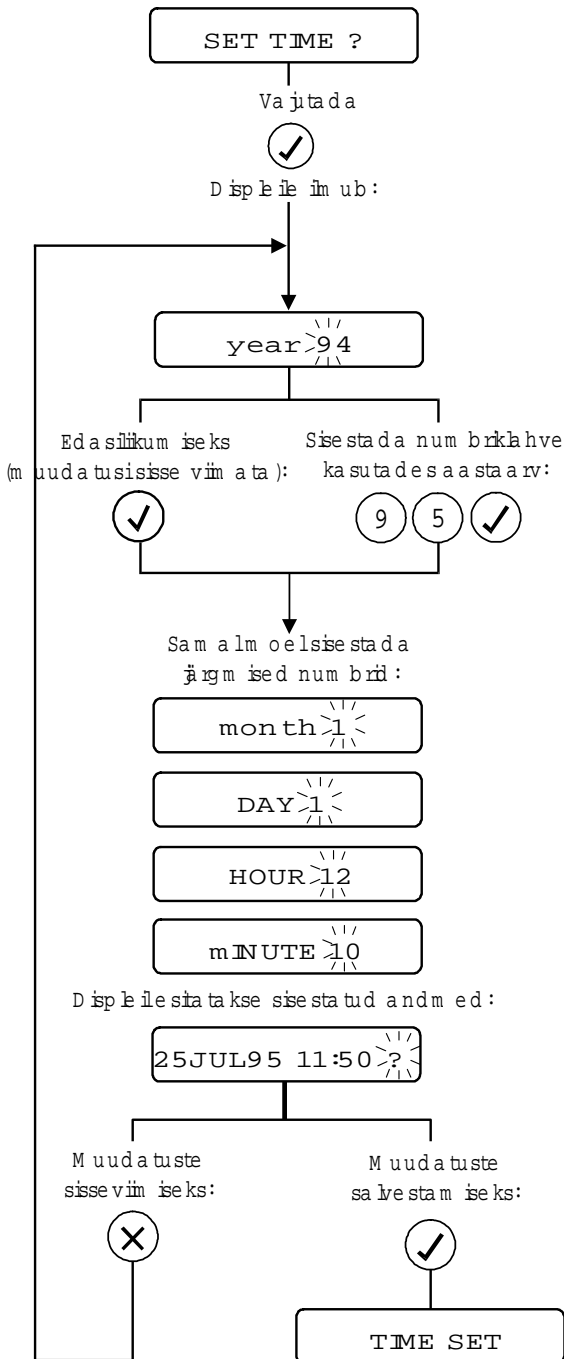 SET TIME ?
Vajutada
Displeile ilmub:
year 94
Edasiliikumiseks
(muudatusi sisse viimata):
Sisestada numbriklahve
kasutades aastaarv:
9 5
Samal moel sisestada
järgmised numbrid:
month 1
DAY 1
HOUR 12
mINUTE 10
Displeile esitatakse sisestatud andmed:
25JUL95 11:50 ?
Muudatuste
sisseviimiseks:
Muudatuste
salvestamiseks:
TIME SET